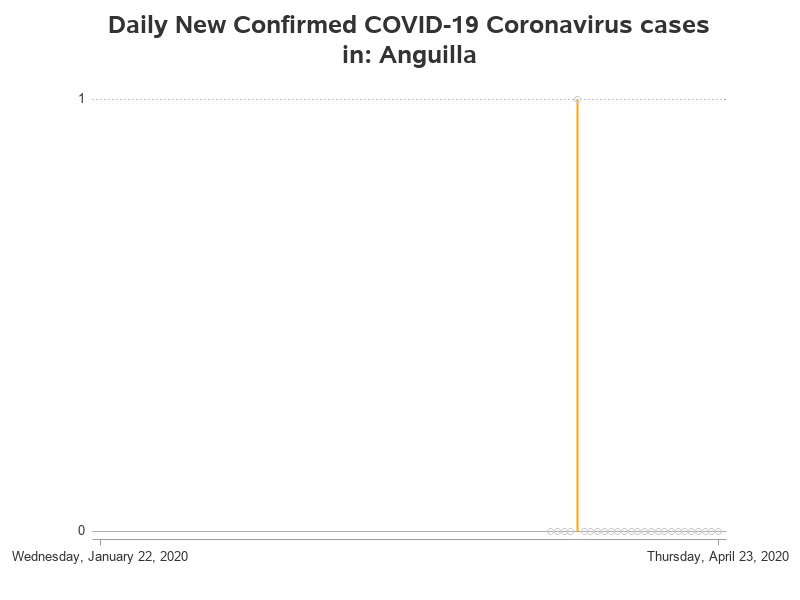 Daily New Confirmed COVID-19 Coronavirus cases
in: Anguilla
1
0
Wednesday, January 22, 2020
Thursday, April 23, 2020